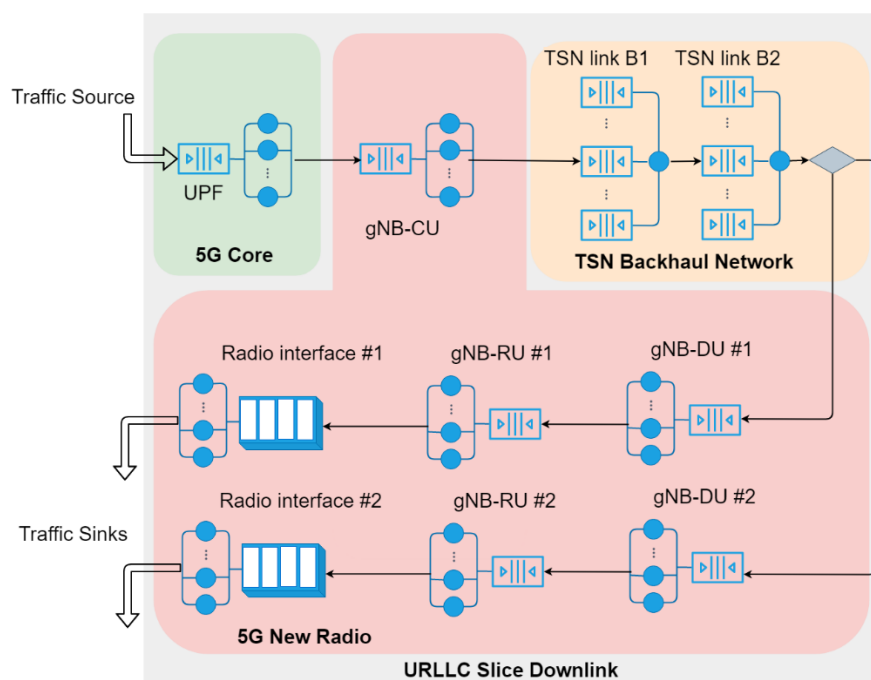 TSN link B1
TSN link B2
Traffic Source
UPF
gNB-CU
5G Core
TSN Backhaul Network
Radio interface #1
gNB-RU #1
gNB-DU #1
Radio interface #2
gNB-RU #2
gNB-DU #2
Traffic Sinks
5G New Radio
URLLC Slice Downlink